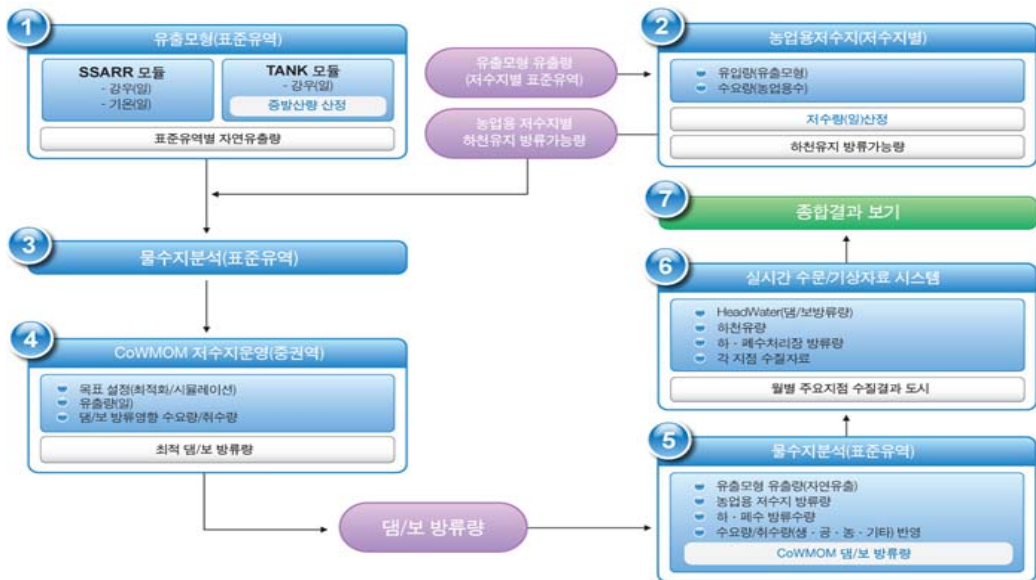 1
유출모형(표준유역)
SSARR 모듈
- 강우(일)
- 기온(일)
TANK 모듈
- 강우(일)
증발산량 산정
표준유역별 자연유출량
유출모형 유출량
(저수지별 표준유역)
농업용 저수지별
하천유지 방류가능량
2
농업용저수지(저수지별)
유입량(유출모형)
수요량(농업용수)
저수량(일)산정
하천유지 방류가능량
3
물수지분석(표준유역)
4
CoWMOM 저수지운영(중권역)
목표 설정(최적화/시뮬레이션)
유출량(일)
댐/보 방류영향 수요량/취수량
최적 댐/보 방류량
댐/보 방류량
5
물수지분석(표준유역)
유출모형 유출량(자연유출)
농업용 저수지 방류량
하 · 폐수 방류수량
수요량/취수량(생 · 공 · 농 · 기타) 반영
CoWMOM 댐/보 방류량
6
실시간 수문/기상자료 시스템
HeadWater(댐/보방류량)
하천유량
하 · 폐수처리장 방류량
각 지점 수질자료
월별 주요지점 수질결과 도시
7
종합결과 보기